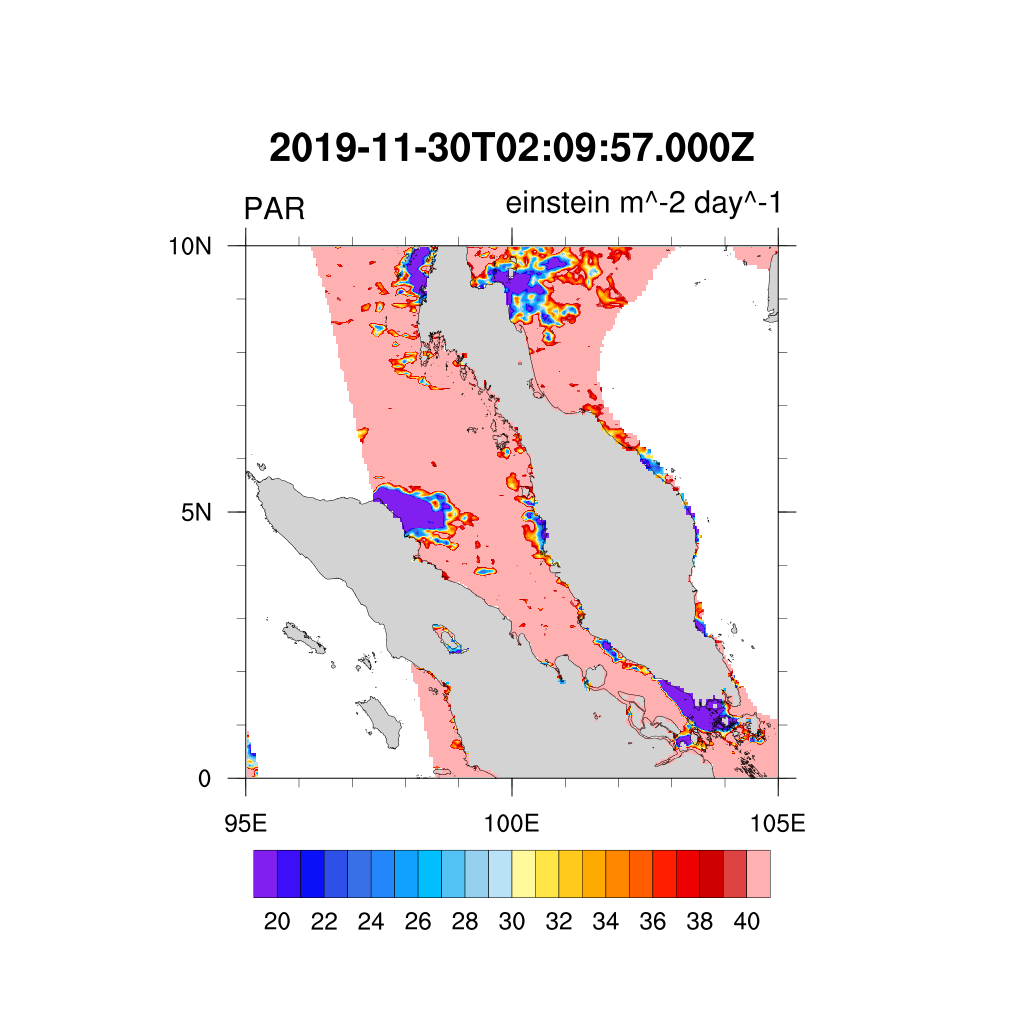 2019-11-30T02:09:57.000Z
PAR einstein m^-2 day^-1
10N
5N
0
95E 100E 105E
20 22 24 26 28 30 32 34 36 38 40